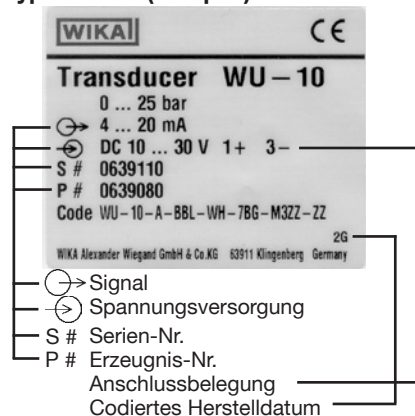 WIKA
CE
Transducer WU-10
0 ... 25 bar
4 ... 20 mA
DC 10 ... 30 V 1+ 3-
S # 0639110
P # 0639080
Code WU-10-A-BBL-WH-7BG-M3ZZ-ZZ
2G
WIKA Alexander Wiegand GmbH & Co.KG 63911 Klingenberg Germany
Signal
Spannungsversorgung
S # Serien-Nr.
P # Erzeugnis-Nr.
Anschlussbelegung
Codiertes Herstelldatum